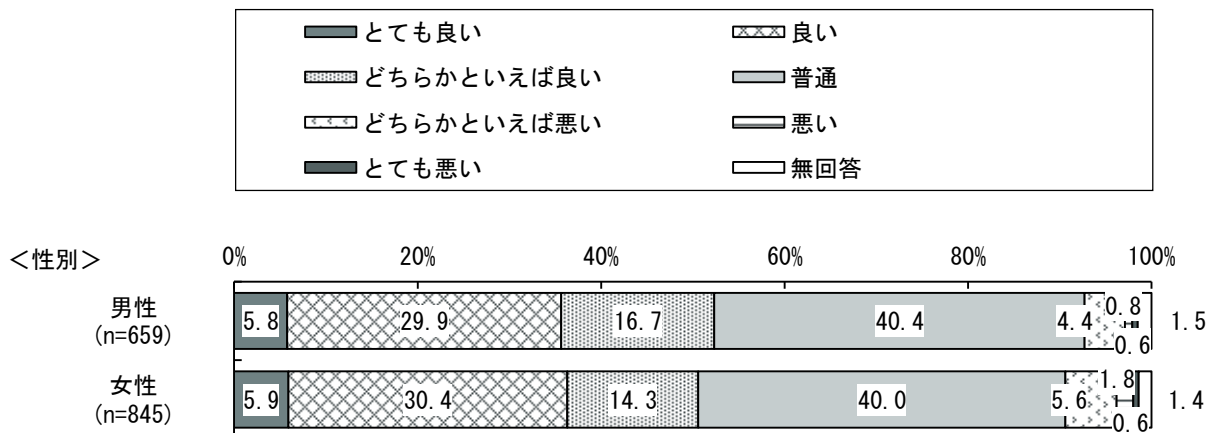 とても良い 良い
どちらかといえば良い 普通
どちらかといえば悪い 悪い
とても悪い 無回答
＜性別＞ 0% 20% 40% 60% 80% 100%
男性
(n=659)
5.8 29.9 16.7 40.4 4.4 0.8 0.6 1.5
女性
(n=845)
5.9 30.4 14.3 40.0 5.6 1.8 0.6 1.4